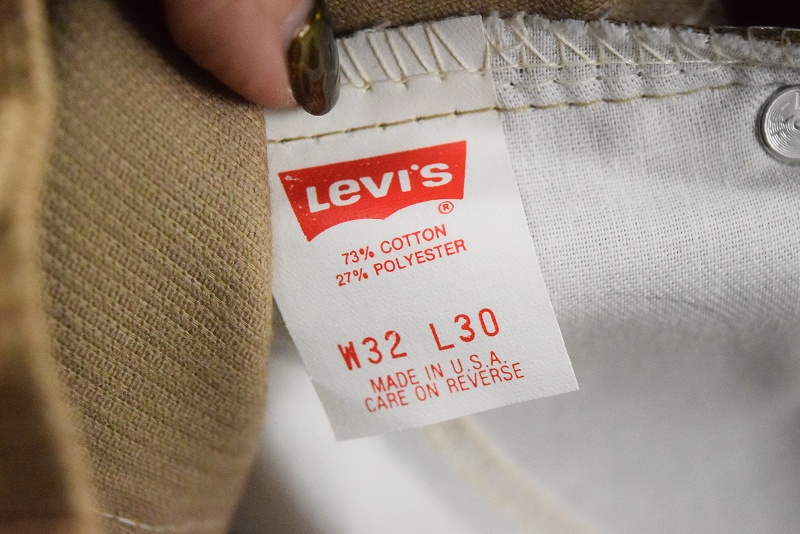 Levi's ®
73% COTTON
27% POLYESTER
W32 L30
MADE IN U.S.A.
CARE ON REVERSE